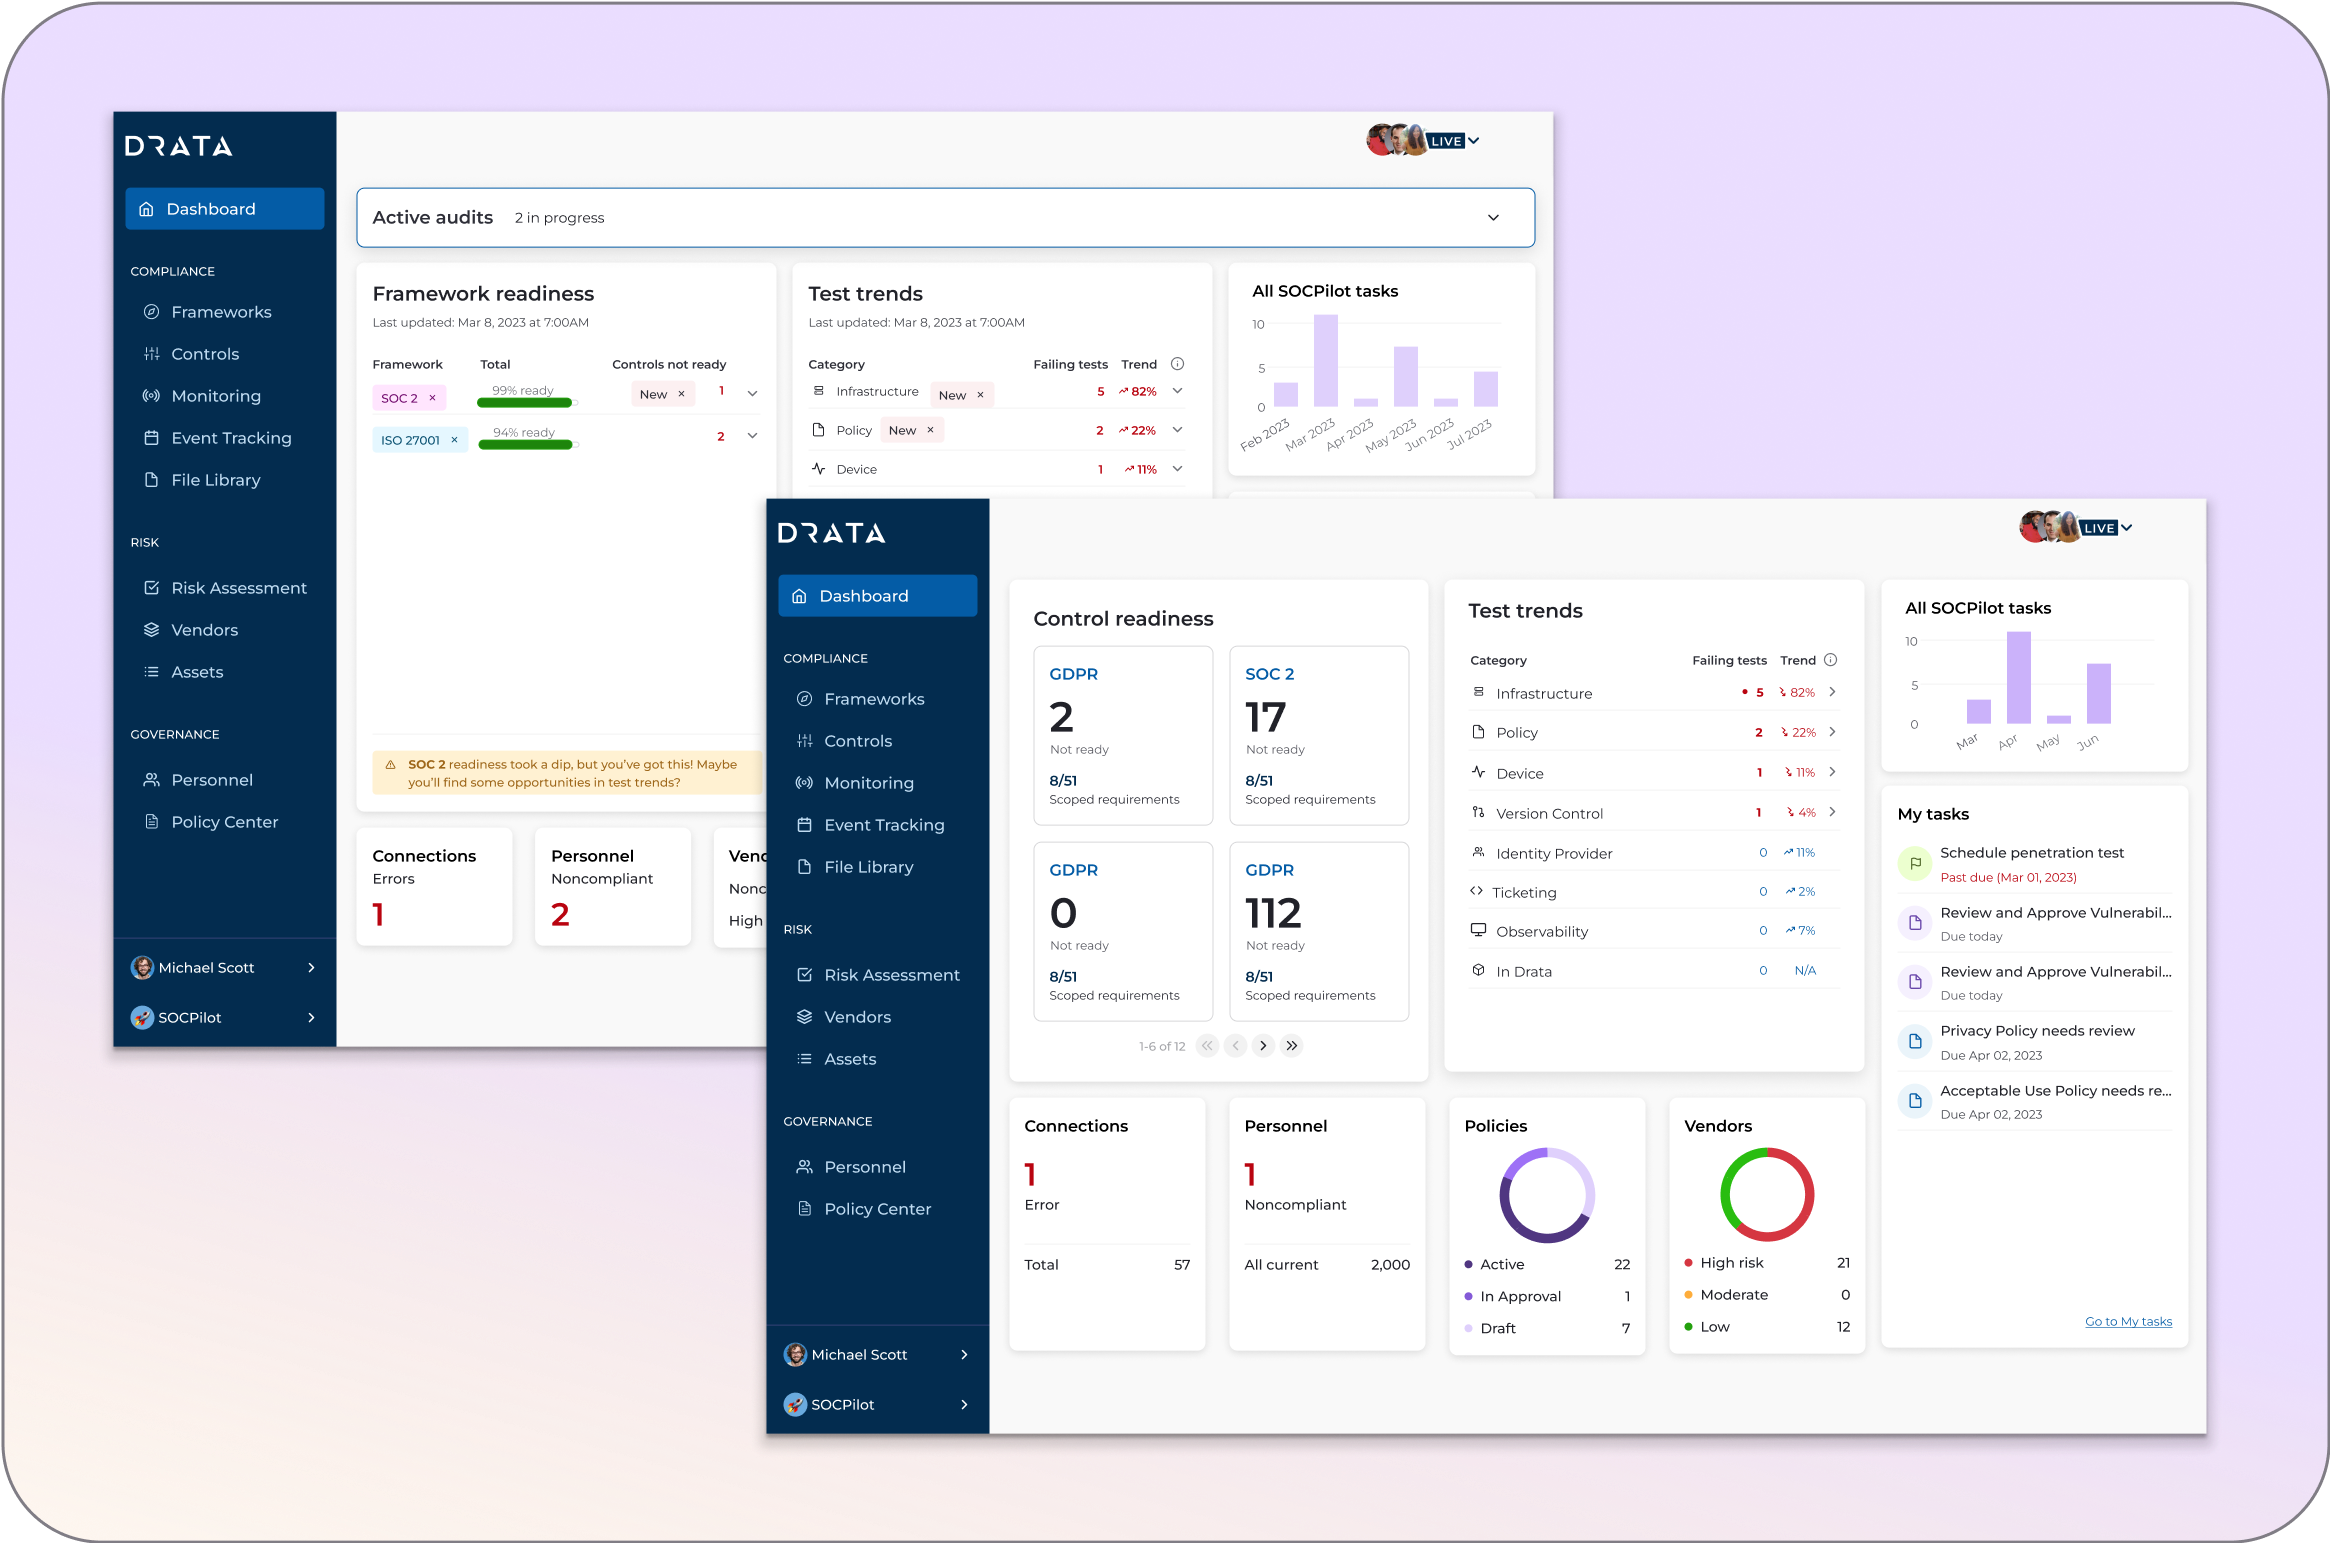 DRATA
LIVE
Dashboard
COMPLIANCE
Frameworks
Controls
Monitoring
Event Tracking
File Library
RISK
Risk Assessment
Vendors
Assets
GOVERNANCE
Personnel
Policy Center
Michael Scott
SOCPilot
Active audits 2 in progress
Framework readiness
Last updated: Mar 8, 2023 at 7:00AM
Framework Total Controls not ready
SOC 2 × 99% ready New × 1
ISO 27001 × 94% ready 2
SOC 2 readiness took a dip, but you've got this! Maybe
you'll find some opportunities in test trends?
Test trends
Last updated: Mar 8, 2023 at 7:00AM
Category Failing tests Trend
Infrastructure New × 5 82%
Policy New × 2 22%
Device 1 11%
All SOCPilot tasks
10
5
0
Feb 2023 Mar 2023 Apr 2023 May 2023 Jun 2023 Jul 2023
Connections
Errors
1
Personnel
Noncompliant
2
Venc
Nonc
High
DRATA
LIVE
Dashboard
COMPLIANCE
Frameworks
Controls
Monitoring
Event Tracking
File Library
RISK
Risk Assessment
Vendors
Assets
GOVERNANCE
Personnel
Policy Center
Michael Scott
SOCPilot
Control readiness
GDPR
2
Not ready
8/51
Scoped requirements
SOC 2
17
Not ready
8/51
Scoped requirements
GDPR
0
Not ready
8/51
Scoped requirements
GDPR
112
Not ready
8/51
Scoped requirements
1-6 of 12
Test trends
Category Failing tests Trend
Infrastructure 5 82%
Policy 2 22%
Device 1 11%
Version Control 1 4%
Identity Provider 0 11%
Ticketing 0 2%
Observability 0 7%
In Drata 0 N/A
All SOCPilot tasks
10
5
0
Mar Apr May Jun
My tasks
Schedule penetration test
Past due (Mar 01, 2023)
Review and Approve Vulnerabil...
Due today
Review and Approve Vulnerabil...
Due today
Privacy Policy needs review
Due Apr 02, 2023
Acceptable Use Policy needs re...
Due Apr 02, 2023
Go to My tasks
Connections
1
Error
Total 57
Personnel
1
Noncompliant
All current 2,000
Policies
Active 22
In Approval 1
Draft 7
Vendors
High risk 21
Moderate 0
Low 12